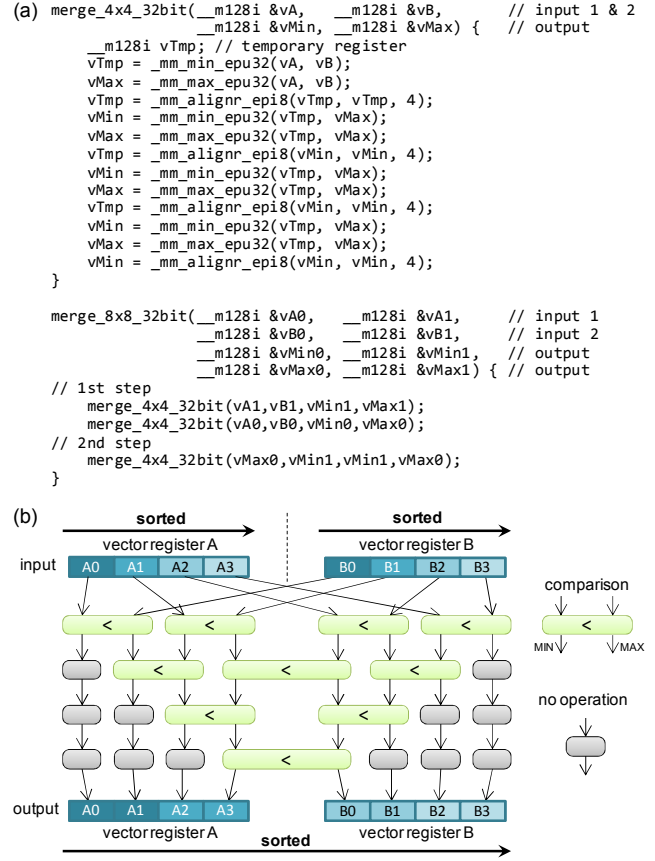 (a) merge_4x4_32bit(__m128i &vA, __m128i &vB, // input 1 & 2
__m128i &vMin, __m128i &vMax) { // output
__m128i vTmp; // temporary register
vTmp = _mm_min_epu32(vA, vB);
vMax = _mm_max_epu32(vA, vB);
vTmp = _mm_alignr_epi8(vTmp, vTmp, 4);
vMin = _mm_min_epu32(vTmp, vMax);
vMax = _mm_max_epu32(vTmp, vMax);
vTmp = _mm_alignr_epi8(vMin, vMin, 4);
vMin = _mm_min_epu32(vTmp, vMax);
vMax = _mm_max_epu32(vTmp, vMax);
vTmp = _mm_alignr_epi8(vMin, vMin, 4);
vMin = _mm_min_epu32(vTmp, vMax);
vMax = _mm_max_epu32(vTmp, vMax);
vMin = _mm_alignr_epi8(vMin, vMin, 4);
}
merge_8x8_32bit(__m128i &vA0, __m128i &vA1, // input 1
__m128i &vB0, __m128i &vB1, // input 2
__m128i &vMin0, __m128i &vMin1, // output
__m128i &vMax0, __m128i &vMax1) { // output
// 1st step
merge_4x4_32bit(vA1,vB1,vMin1,vMax1);
merge_4x4_32bit(vA0,vB0,vMin0,vMax0);
// 2nd step
merge_4x4_32bit(vMax0,vMin1,vMin1,vMax0);
}
(b) sorted sorted
vector register A vector register B
input A0 A1 A2 A3 B0 B1 B2 B3
comparison
< < < < <
MIN MAX
< < <
no operation
< <
<
output A0 A1 A2 A3 B0 B1 B2 B3
vector register A vector register B
sorted